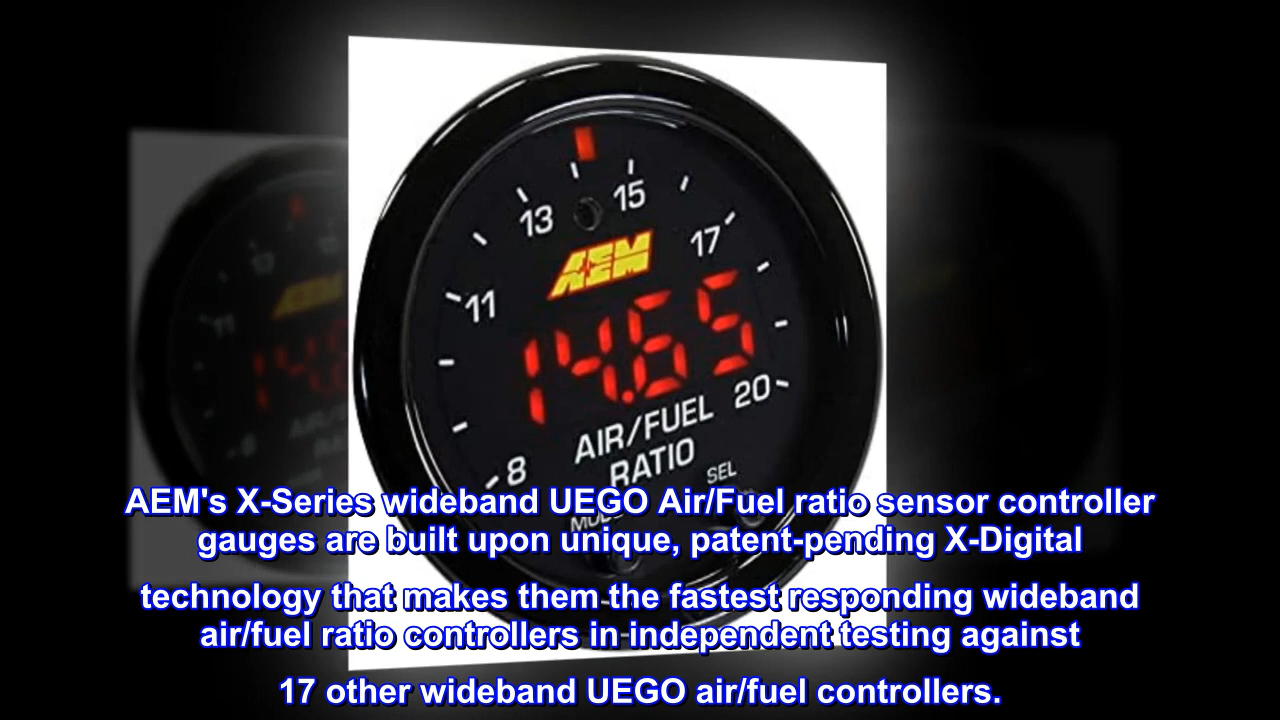 13
15
17
11
AEM
14.65
20
AIR/FUEL
8
RATIO
SEL
AEM's X-Series wideband UEGO Air/Fuel ratio sensor controller
gauges are built upon unique, patent-pending X-Digital
technology that makes them the fastest responding wideband
air/fuel ratio controllers in independent testing against
17 other wideband UEGO air/fuel controllers.